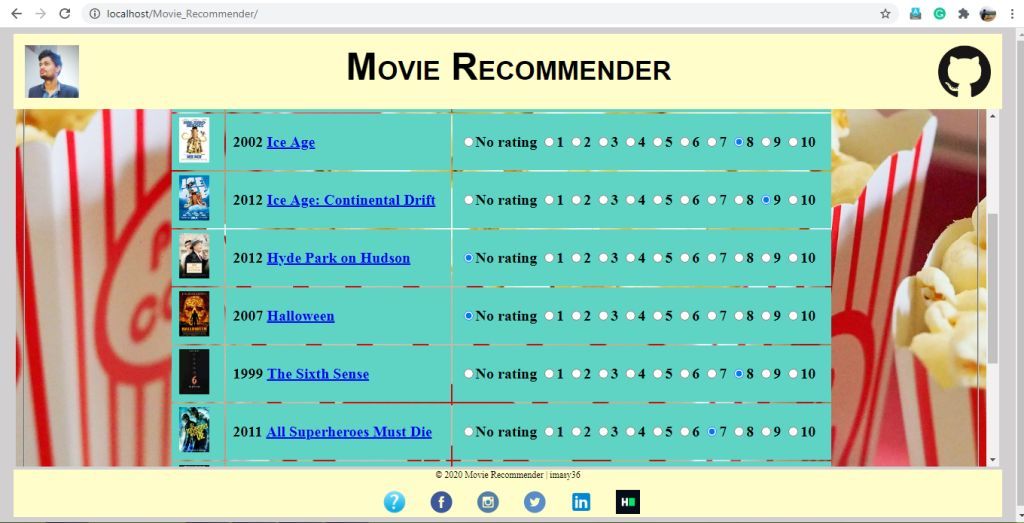 localhost/Movie_Recommender/
MOVIE RECOMMENDER
2002 Ice Age No rating 1 2 3 4 5 6 7 8 9 10
2012 Ice Age: Continental Drift No rating 1 2 3 4 5 6 7 8 9 10
2012 Hyde Park on Hudson No rating 1 2 3 4 5 6 7 8 9 10
2007 Halloween No rating 1 2 3 4 5 6 7 8 9 10
1999 The Sixth Sense No rating 1 2 3 4 5 6 7 8 9 10
2011 All Superheroes Must Die No rating 1 2 3 4 5 6 7 8 9 10
© 2020 Movie Recommender | imasy36